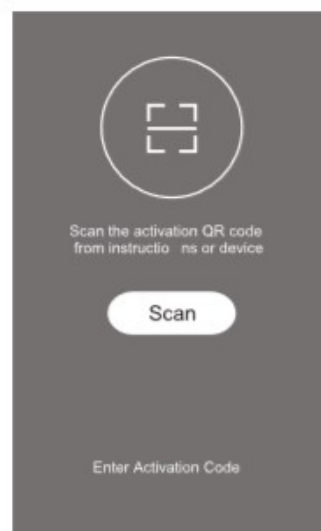 Scan the activation QR code
from instructio ns or device
Scan
Enter Activation Code